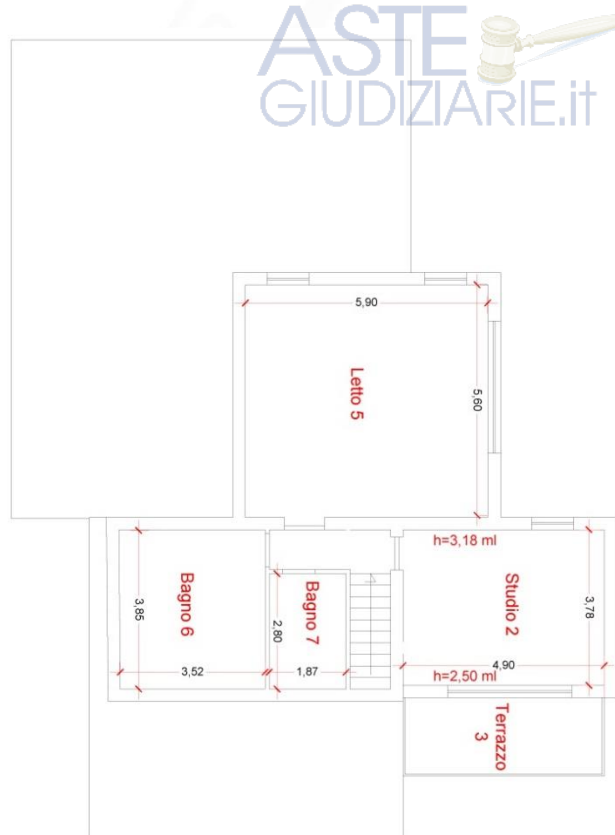 ASTE
GIUDIZIARIE.it
5,90
Letto 5
5,60
h=3,18 ml
Studio 2
3,78
Bagno 6
3,85
3,52
Bagno 7
2,80
1,87
4,90
h=2,50 ml
Terrazzo
3